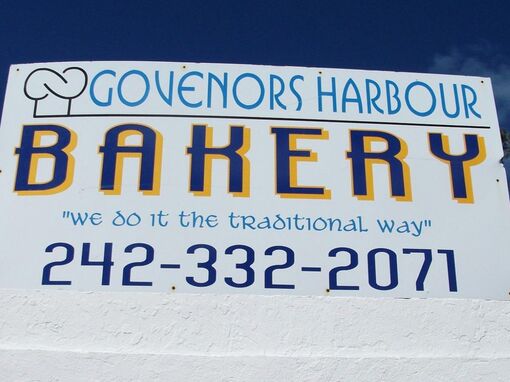 GOVENORS HARBOUR
BAKERY
"we do it the traditional way"
242-332-2071